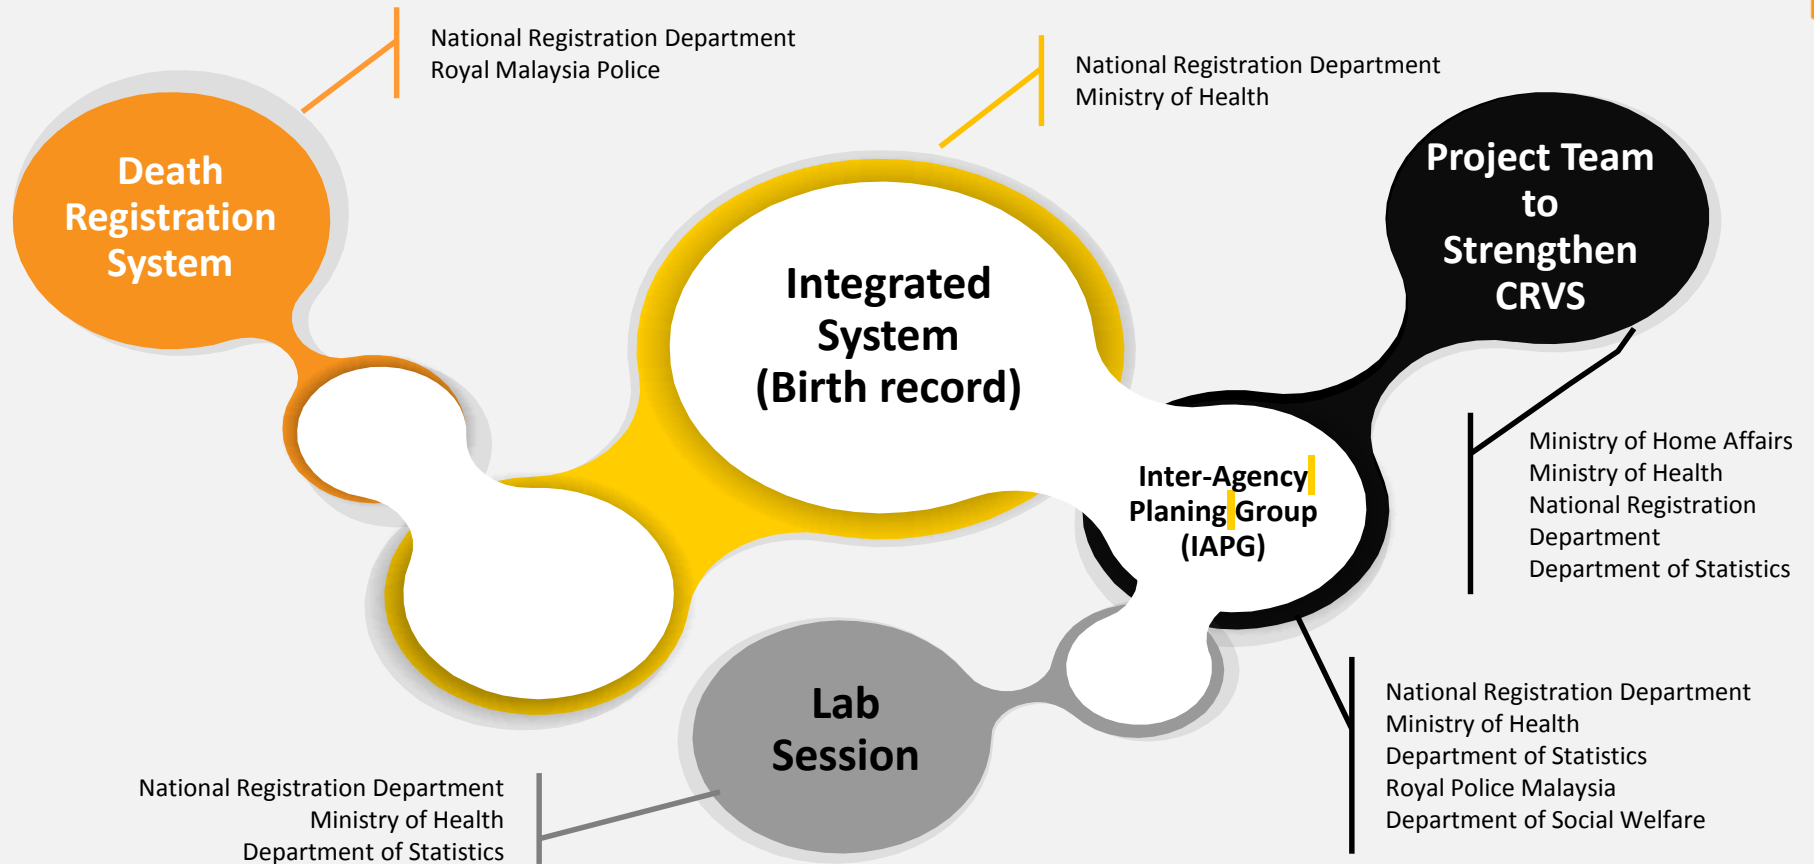 National Registration Department
Royal Malaysia Police
National Registration Department
Ministry of Health
Death
Registration
System
Integrated
System
(Birth record)
Project Team
to
Strengthen
CRVS
Inter-Agency
Planing Group
(IAPG)
Ministry of Home Affairs
Ministry of Health
National Registration
Department
Department of Statistics
Lab
Session
National Registration Department
Ministry of Health
Department of Statistics
National Registration Department
Ministry of Health
Department of Statistics
Royal Police Malaysia
Department of Social Welfare